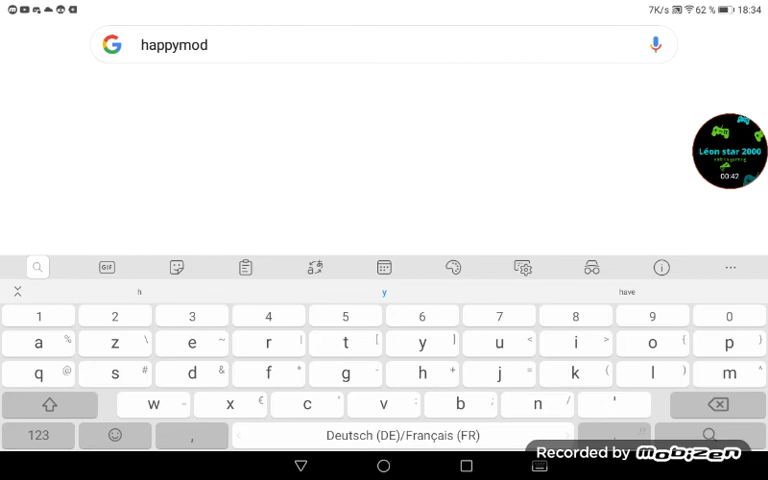 7K/s 62 % 18:34
G happymod
Léon star 2000
00:42
GIF
h y have
1 2 3 4 5 6 7 8 9 0
a % z \ e ~ r | t [ y ] u < i > o { p }
q @ s # d & f * g - h + j = k ( l ) m ^
w _ x € c " v : b ; n / '
123 , Deutsch (DE)/Français (FR) . !?
Recorded by mobizen